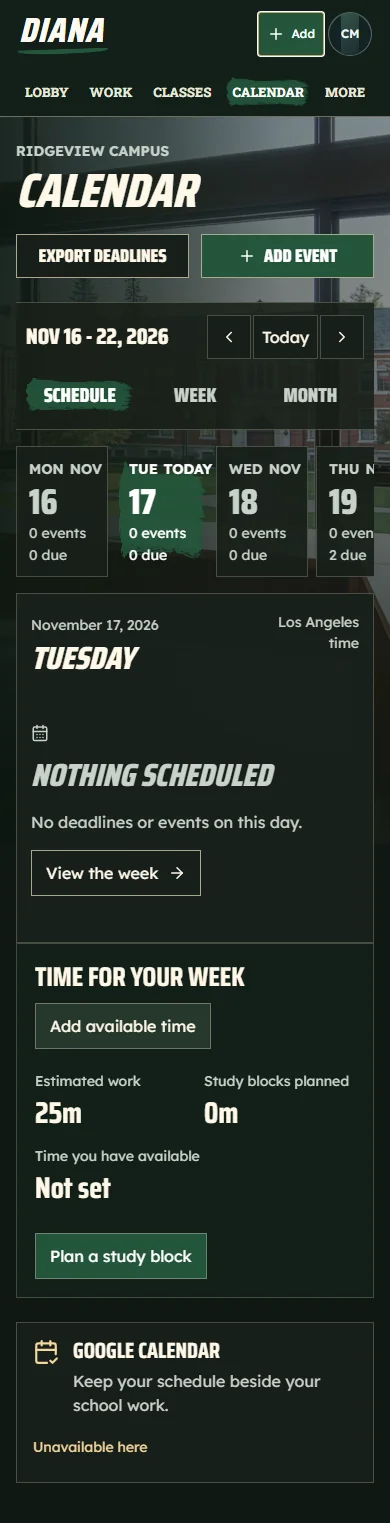 DIANA
Add
CM
LOBBY WORK CLASSES CALENDAR MORE
RIDGEVIEW CAMPUS
CALENDAR
EXPORT DEADLINES
ADD EVENT
NOV 16 - 22, 2026
Today
SCHEDULE WEEK MONTH
MON NOV
16
0 events
0 due
TUE TODAY
17
0 events
0 due
WED NOV
18
0 events
0 due
THU N
19
0 even
2 due
November 17, 2026
Los Angeles
time
TUESDAY
NOTHING SCHEDULED
No deadlines or events on this day.
View the week
TIME FOR YOUR WEEK
Add available time
Estimated work
25m
Study blocks planned
0m
Time you have available
Not set
Plan a study block
GOOGLE CALENDAR
Keep your schedule beside your
school work.
Unavailable here